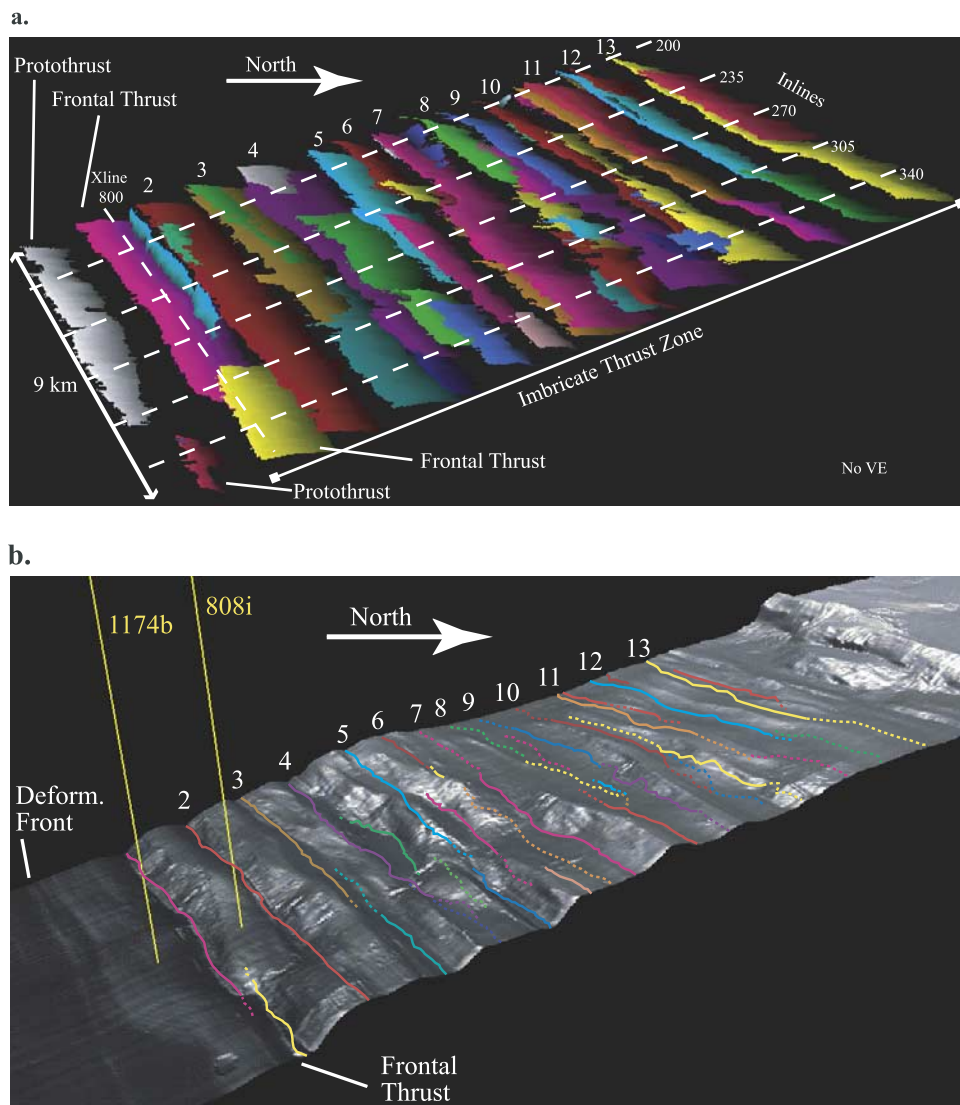 a.
Protothrust
Frontal Thrust
North
Xline
800
2
3
4
5
6
7
8
9
10
11
12
13
200
235
270
305
340
Inlines
9 km
Imbricate Thrust Zone
Frontal Thrust
Protothrust
No VE
b.
1174b
808i
North
Deform.
Front
2
3
4
5
6
7
8
9
10
11
12
13
Frontal
Thrust